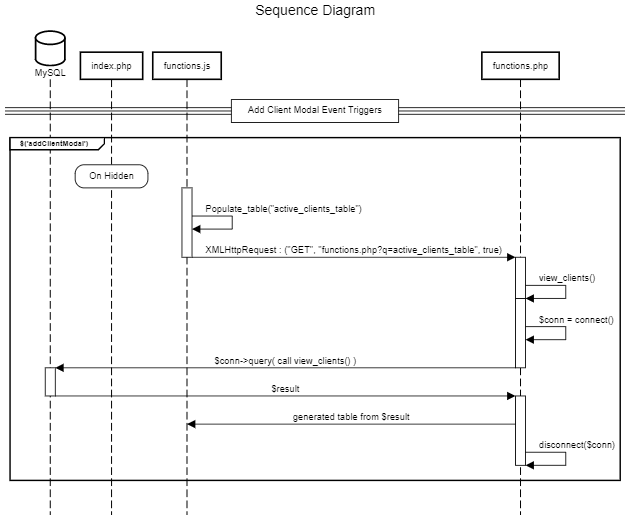 Sequence Diagram
MySQL
index.php
functions.js
functions.php
Add Client Modal Event Triggers
$('addClientModal')
On Hidden
Populate_table("active_clients_table")
XMLHttpRequest : ("GET", "functions.php?q=active_clients_table", true)
view_clients()
$conn = connect()
$conn->query( call view_clients() )
$result
generated table from $result
disconnect($conn)